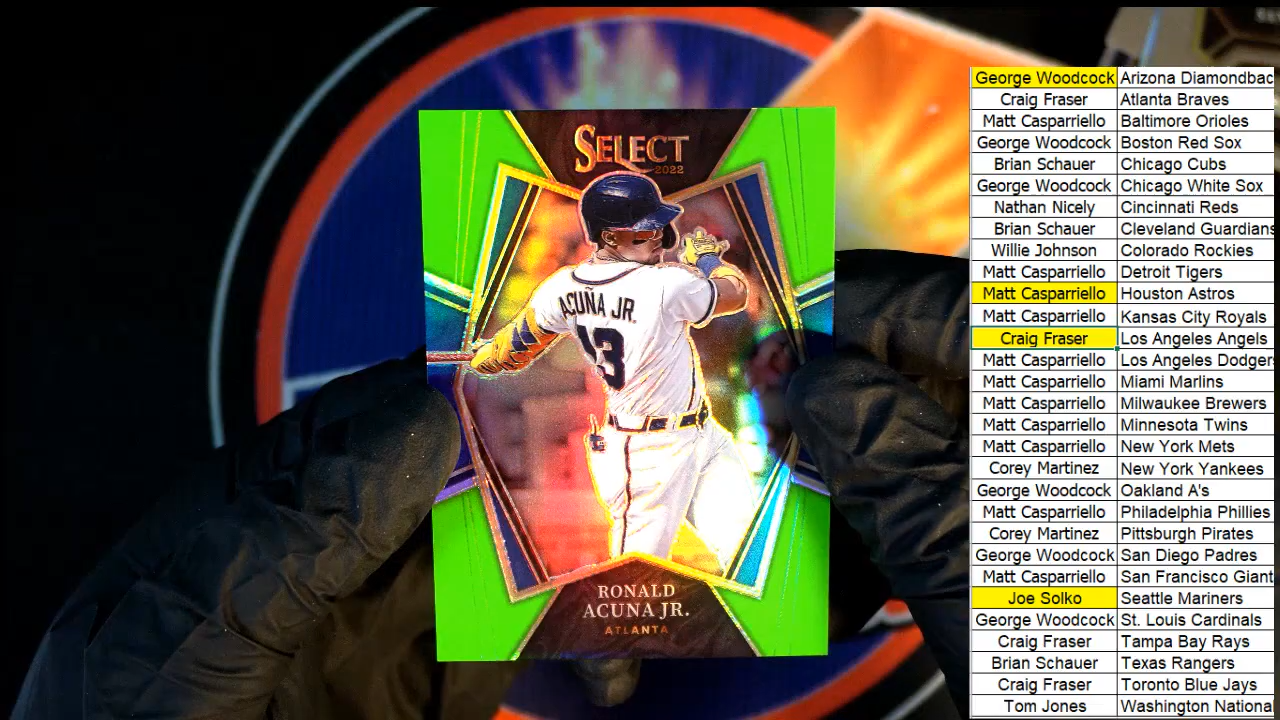 SELECT
2022
ACUÑA JR.
13
RONALD
ACUNA JR.
ATLANTA
George Woodcock Arizona Diamondbac
Craig Fraser Atlanta Braves
Matt Casparriello Baltimore Orioles
George Woodcock Boston Red Sox
Brian Schauer Chicago Cubs
George Woodcock Chicago White Sox
Nathan Nicely Cincinnati Reds
Brian Schauer Cleveland Guardians
Willie Johnson Colorado Rockies
Matt Casparriello Detroit Tigers
Matt Casparriello Houston Astros
Matt Casparriello Kansas City Royals
Craig Fraser Los Angeles Angels
Matt Casparriello Los Angeles Dodgers
Matt Casparriello Miami Marlins
Matt Casparriello Milwaukee Brewers
Matt Casparriello Minnesota Twins
Matt Casparriello New York Mets
Corey Martinez New York Yankees
George Woodcock Oakland A's
Matt Casparriello Philadelphia Phillies
Corey Martinez Pittsburgh Pirates
George Woodcock San Diego Padres
Matt Casparriello San Francisco Giant
Joe Solko Seattle Mariners
George Woodcock St. Louis Cardinals
Craig Fraser Tampa Bay Rays
Brian Schauer Texas Rangers
Craig Fraser Toronto Blue Jays
Tom Jones Washington Nationa